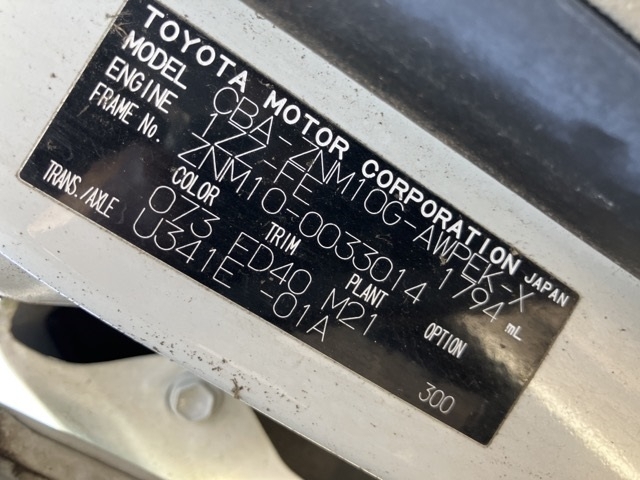 TOYOTA MOTOR CORPORATION JAPAN
MODEL CBA-ZNM10G-AWPEK-X
ENGINE 1ZZ-FE 1794 mL
FRAME No. ZNM10-0033014
COLOR TRIM PLANT OPTION
073 FD40 M21
TRANS./AXLE U341E -01A
300